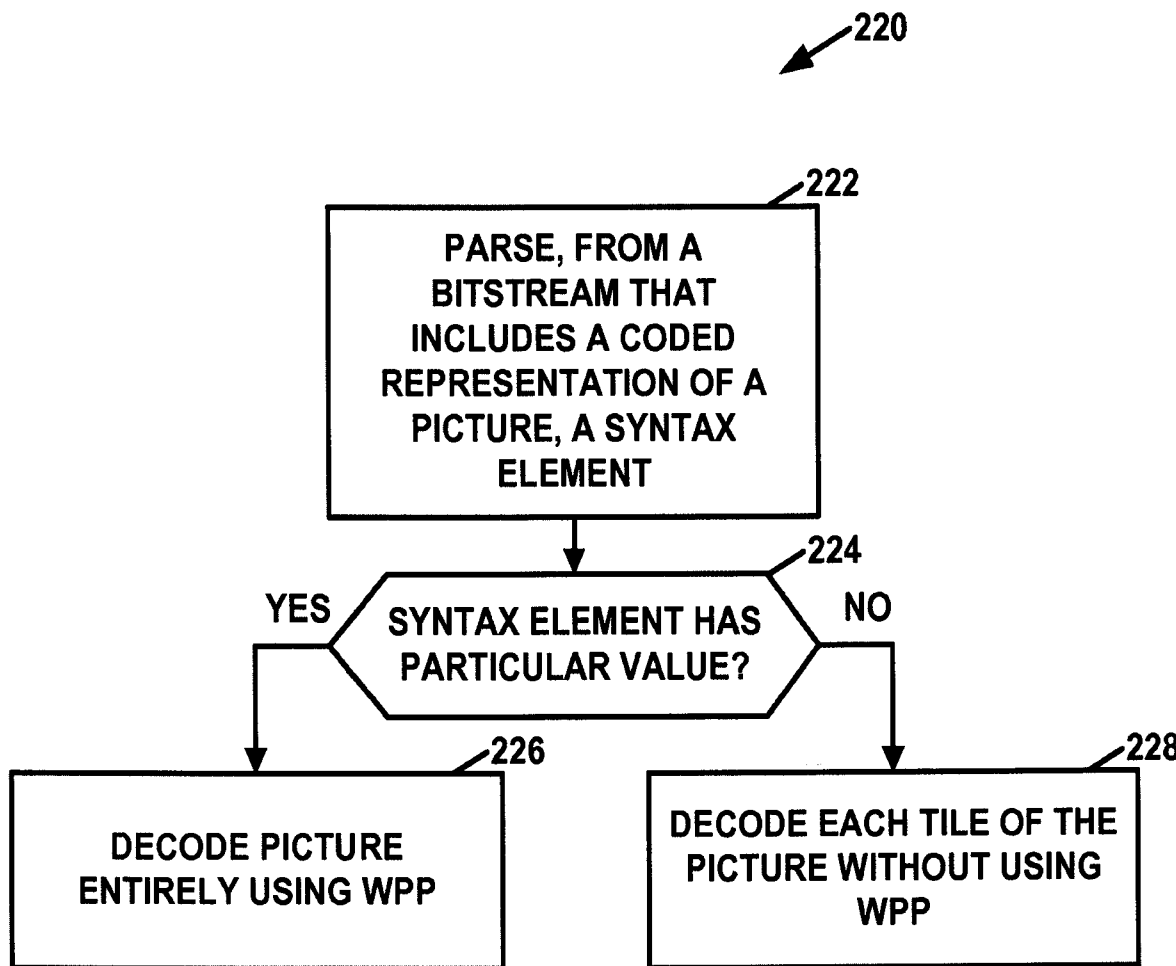 220
222
PARSE, FROM A
BITSTREAM THAT
INCLUDES A CODED
REPRESENTATION OF A
PICTURE, A SYNTAX
ELEMENT
224
YES
SYNTAX ELEMENT HAS
PARTICULAR VALUE?
NO
226
DECODE PICTURE
ENTIRELY USING WPP
228
DECODE EACH TILE OF THE
PICTURE WITHOUT USING
WPP